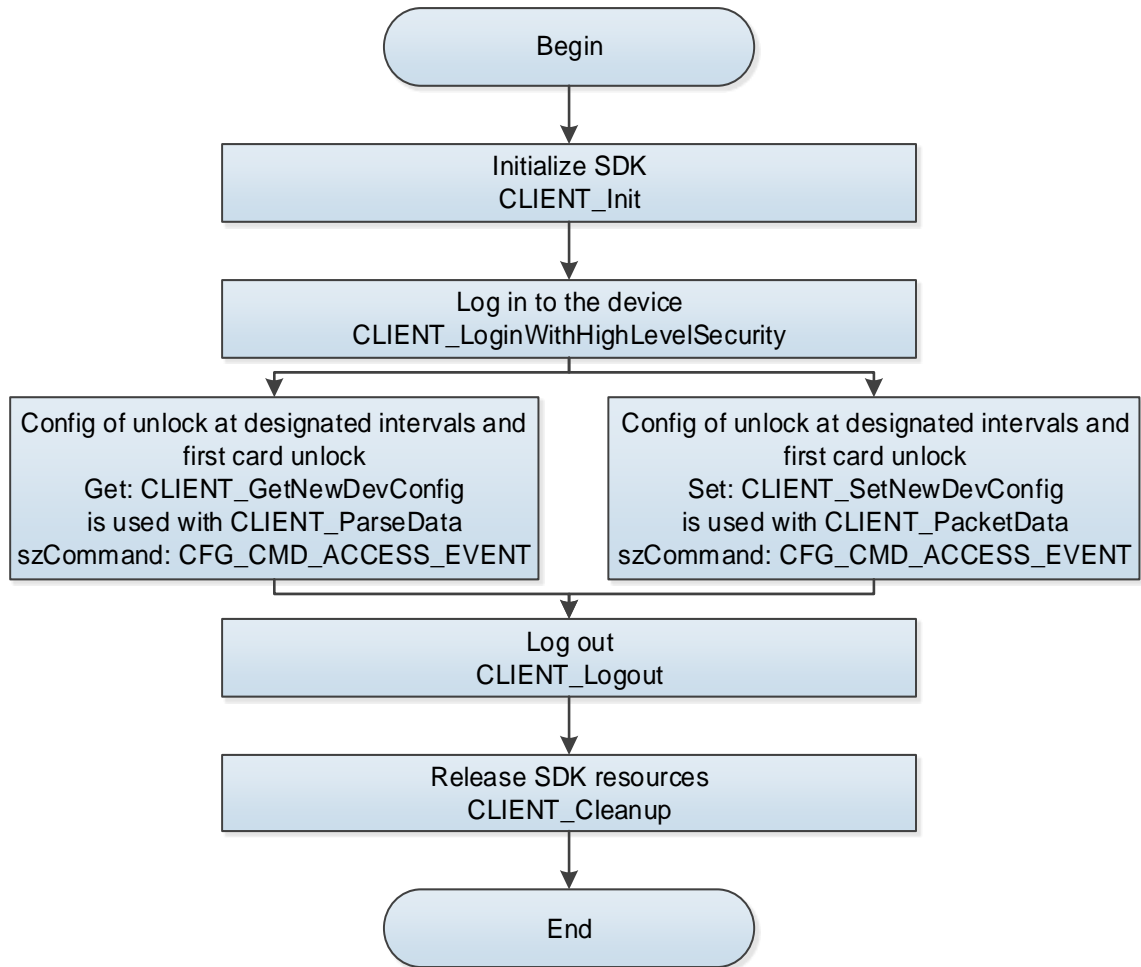 Begin
Initialize SDK
CLIENT_Init
Log in to the device
CLIENT_LoginWithHighLevelSecurity
Config of unlock at designated intervals and
first card unlock
Get: CLIENT_GetNewDevConfig
is used with CLIENT_ParseData
szCommand: CFG_CMD_ACCESS_EVENT
Config of unlock at designated intervals and
first card unlock
Set: CLIENT_SetNewDevConfig
is used with CLIENT_PacketData
szCommand: CFG_CMD_ACCESS_EVENT
Log out
CLIENT_Logout
Release SDK resources
CLIENT_Cleanup
End